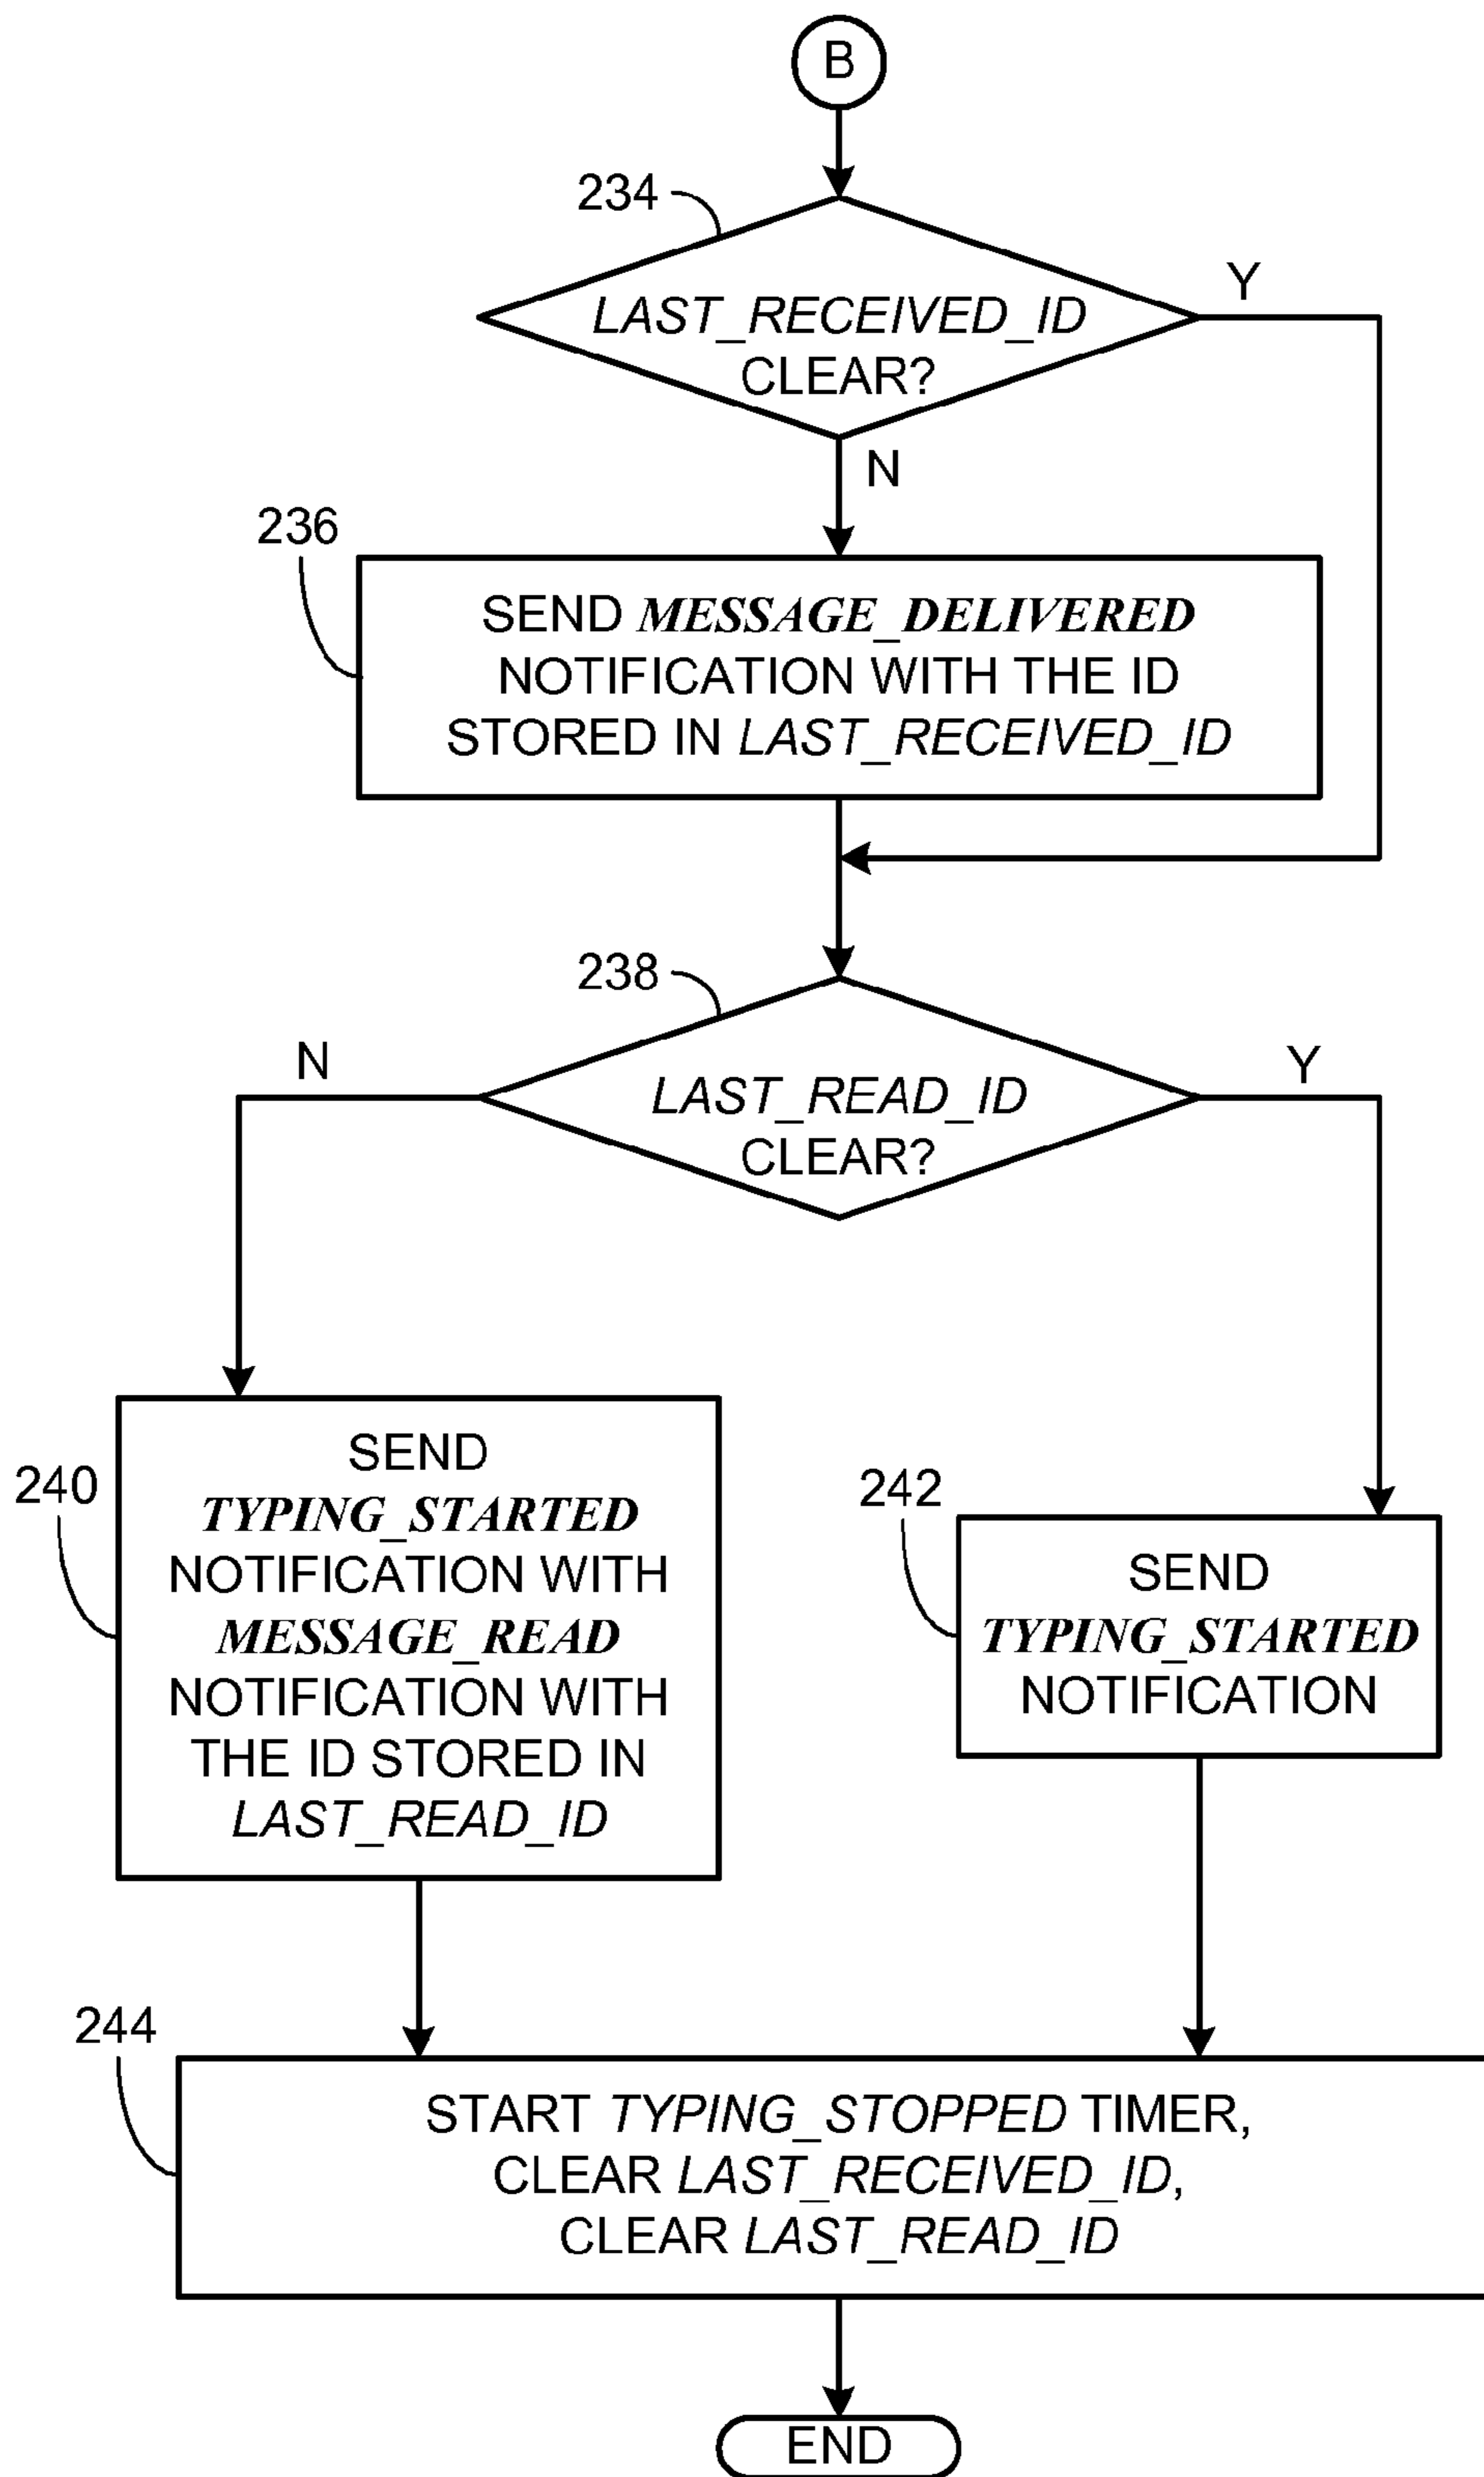 B
234
LAST_RECEIVED_ID
CLEAR?
Y
N
236
SEND MESSAGE_DELIVERED
NOTIFICATION WITH THE ID
STORED IN LAST_RECEIVED_ID
238
N
LAST_READ_ID
CLEAR?
Y
240
SEND
TYPING_STARTED
NOTIFICATION WITH
MESSAGE_READ
NOTIFICATION WITH
THE ID STORED IN
LAST_READ_ID
242
SEND
TYPING_STARTED
NOTIFICATION
244
START TYPING_STOPPED TIMER,
CLEAR LAST_RECEIVED_ID,
CLEAR LAST_READ_ID
END